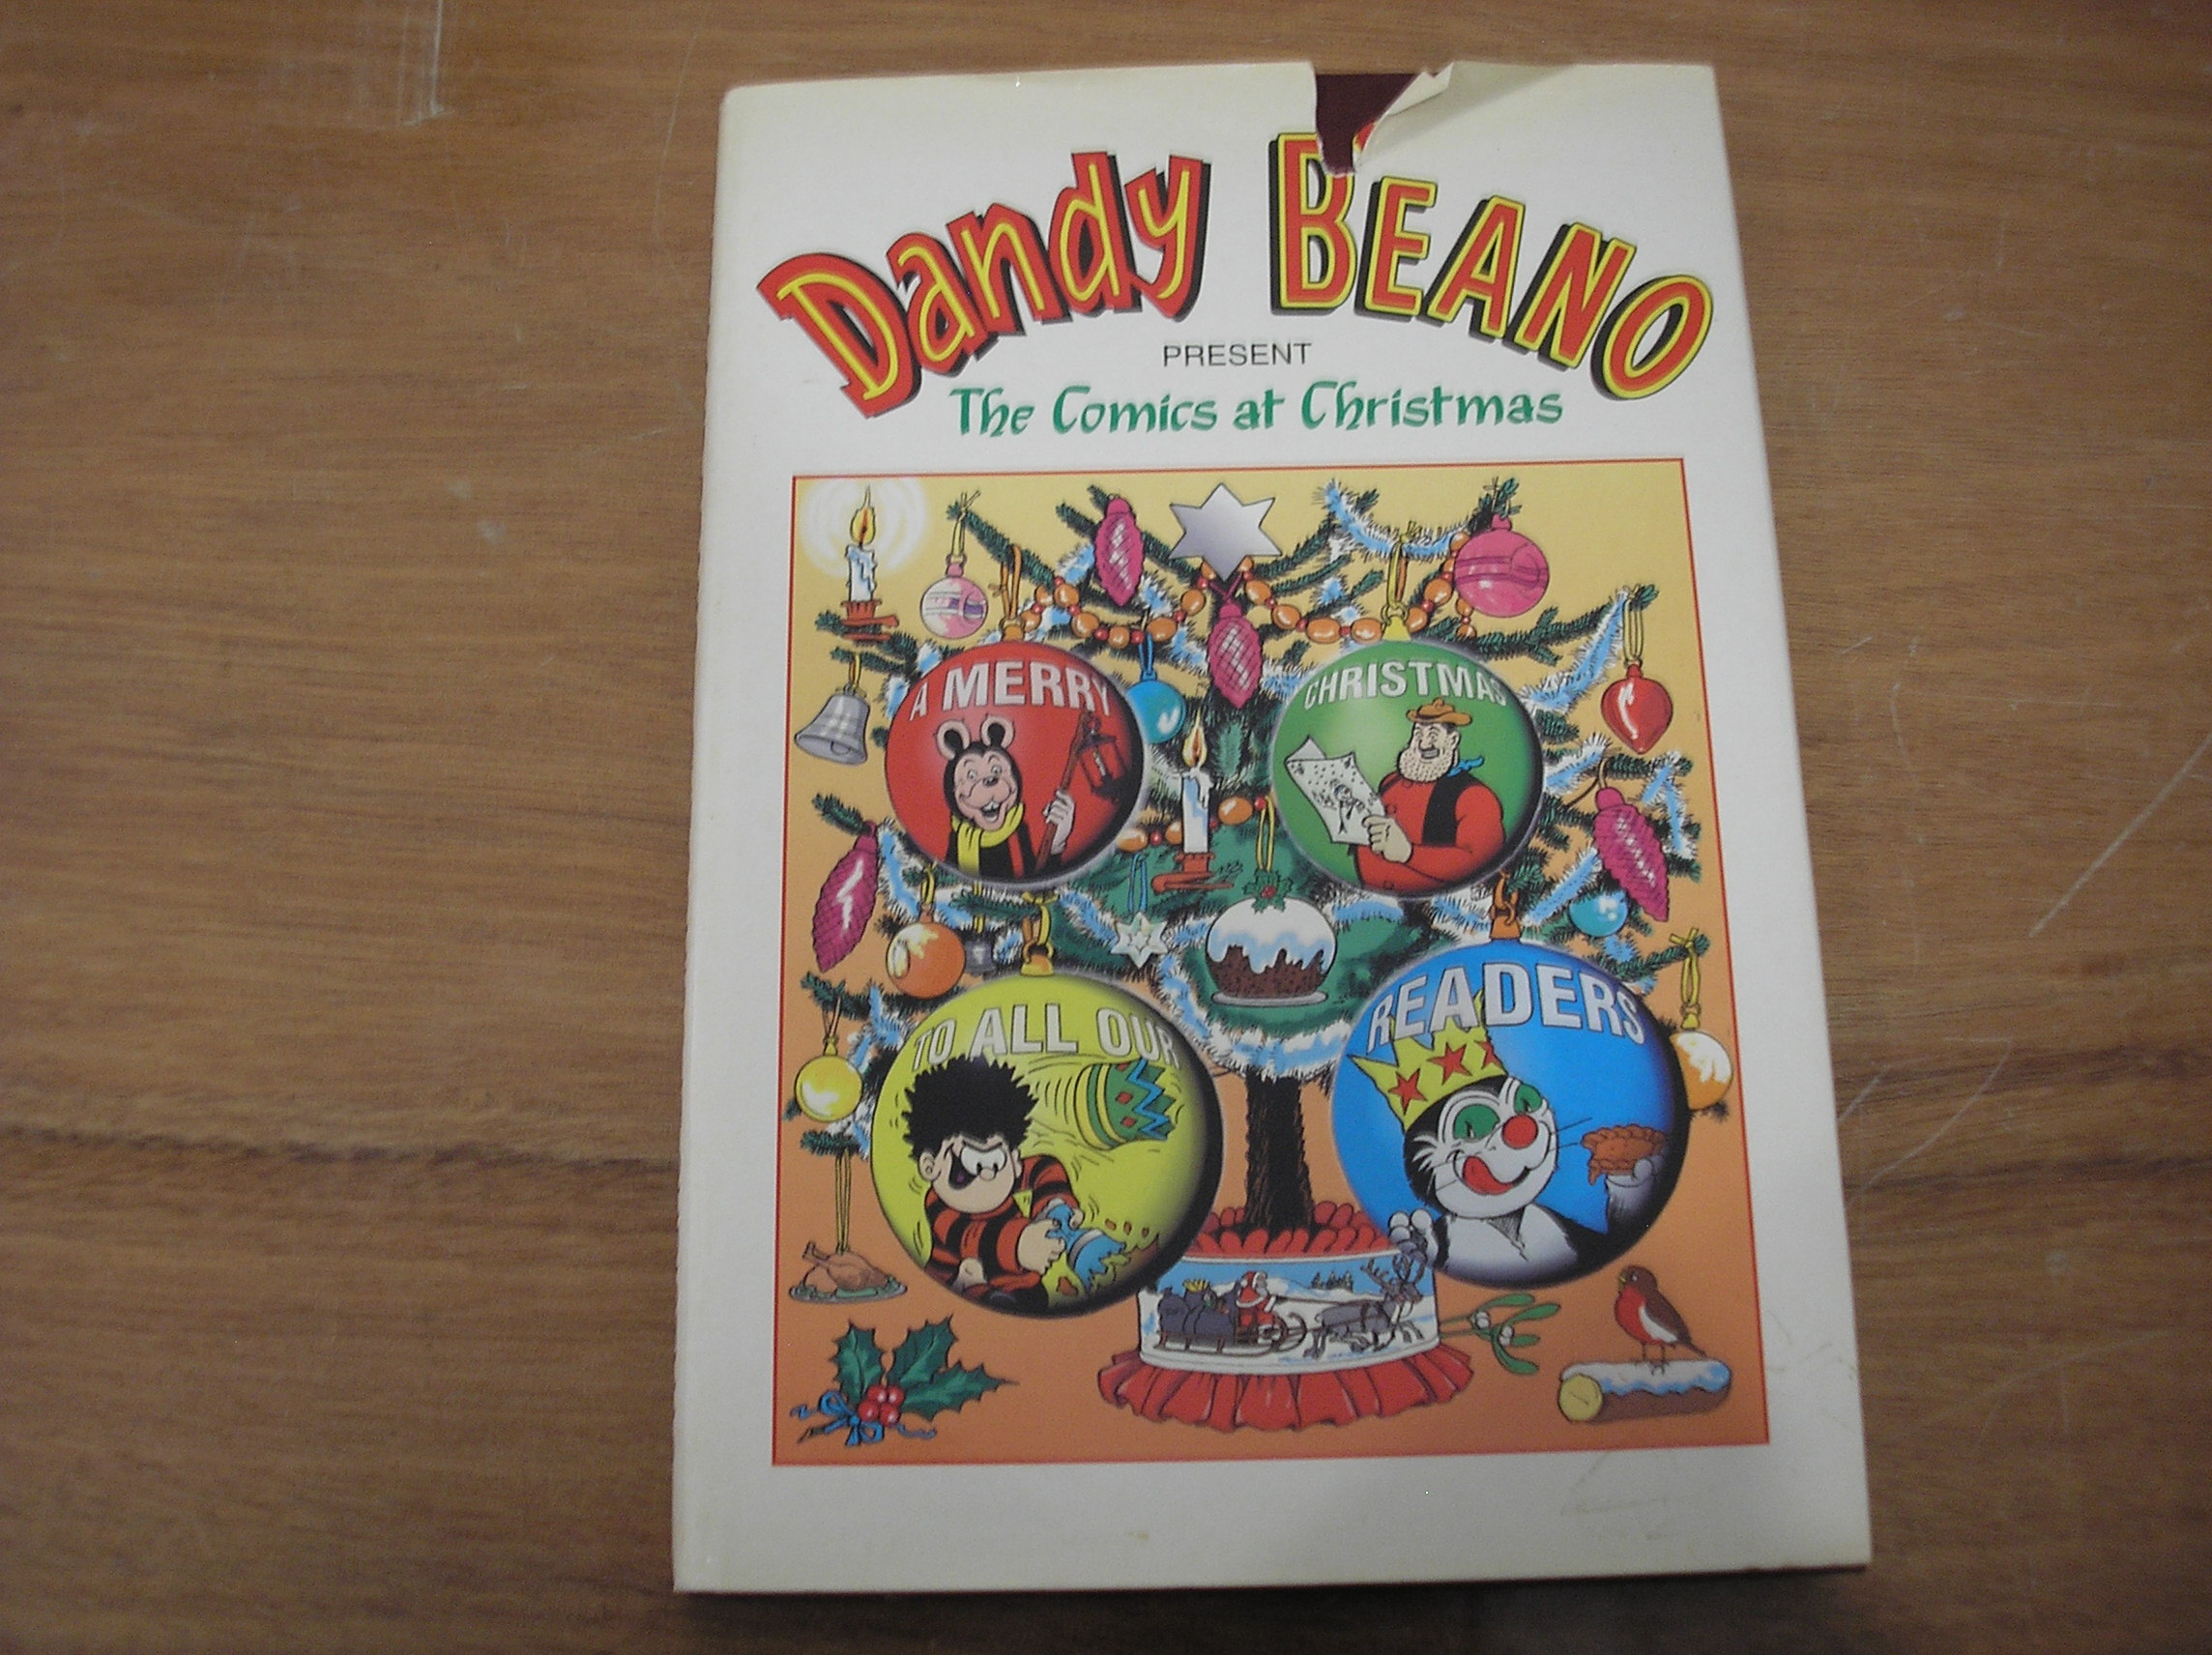 Dandy BEANO
PRESENT
The Comics at Christmas
A MERRY
CHRISTMAS
TO ALL OUR
READERS